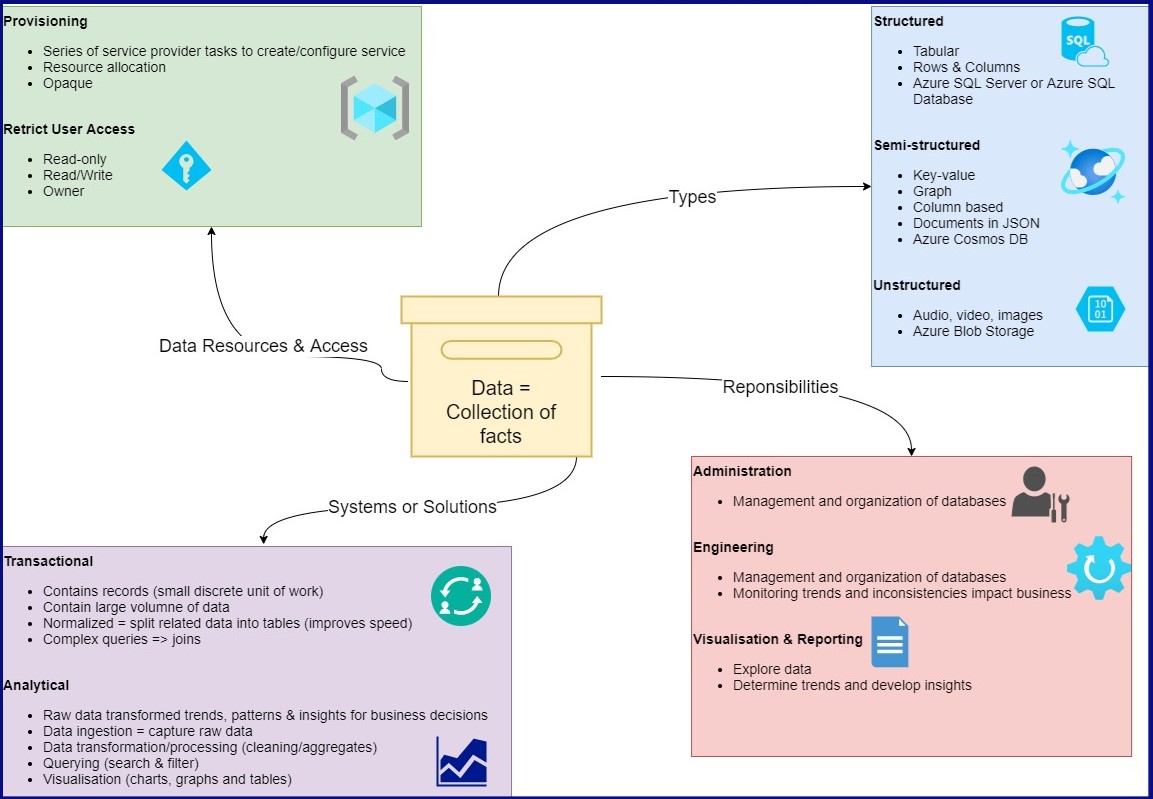 Provisioning
Series of service provider tasks to create/configure service
Resource allocation
Opaque
Retrict User Access
Read-only
Read/Write
Owner
Structured
SQL
Tabular
Rows & Columns
Azure SQL Server or Azure SQL
Database
Semi-structured
Key-value
Graph
Column based
Documents in JSON
Azure Cosmos DB
Unstructured
10
01
Audio, video, images
Azure Blob Storage
Types
Data Resources & Access
Data =
Collection of
facts
Reponsibilities
Systems or Solutions
Administration
Management and organization of databases
Engineering
Management and organization of databases
Monitoring trends and inconsistencies impact business
Visualisation & Reporting
Explore data
Determine trends and develop insights
Transactional
Contains records (small discrete unit of work)
Contain large volumne of data
Normalized = split related data into tables (improves speed)
Complex queries => joins
Analytical
Raw data transformed trends, patterns & insights for business decisions
Data ingestion = capture raw data
Data transformation/processing (cleaning/aggregates)
Querying (search & filter)
Visualisation (charts, graphs and tables)